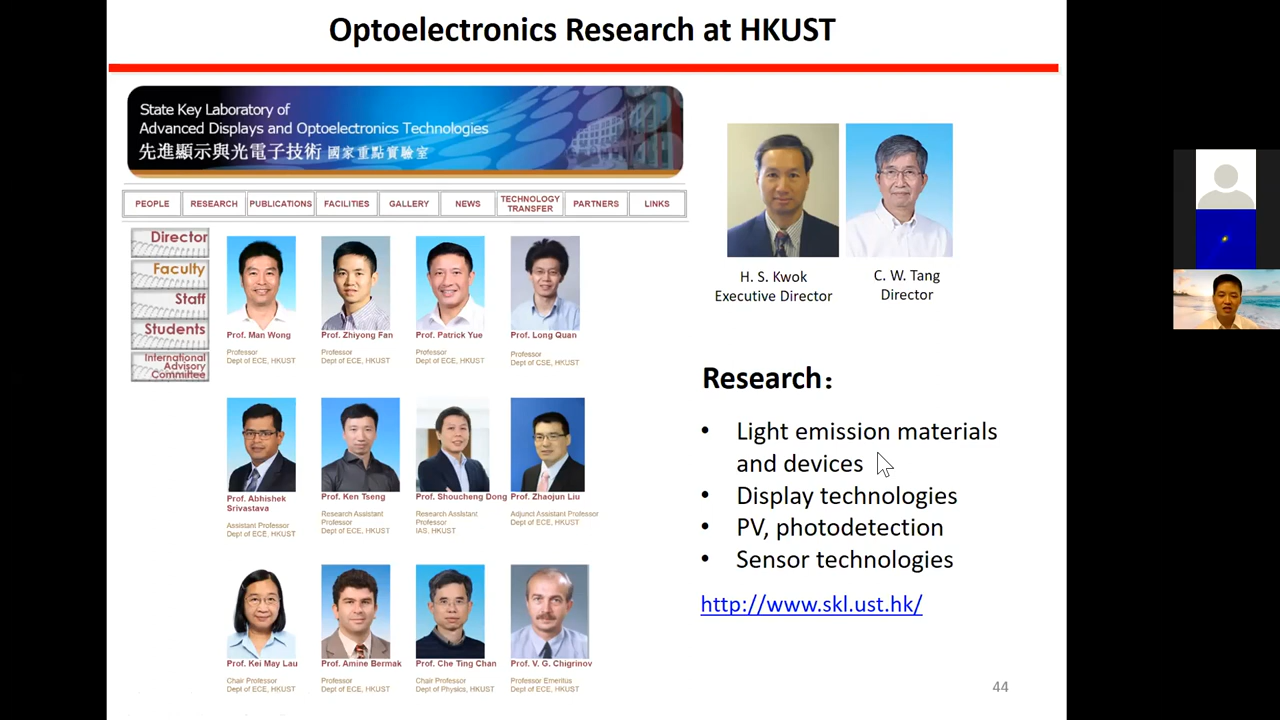 Optoelectronics Research at HKUST
State Key Laboratory of
Advanced Displays and Optoelectronics Technologies
先進顯示與光電子技術 國家重點實驗室
PEOPLE RESEARCH PUBLICATIONS FACILITIES GALLERY NEWS TECHNOLOGY TRANSFER PARTNERS LINKS
Director
Faculty
Staff
Students
International
Advisory
Committee
Prof. Man Wong
Professor
Dept of ECE, HKUST
Prof. Zhiyong Fan
Professor
Dept of ECE, HKUST
Prof. Patrick Yue
Professor
Dept of ECE, HKUST
Prof. Long Quan
Professor
Dept of CSE, HKUST
Prof. Abhishek
Srivastava
Assistant Professor
Dept of ECE, HKUST
Prof. Ken Tseng
Research Assistant
Professor
Dept of ECE, HKUST
Prof. Shoucheng Dong
Research Assistant
Professor
IAS, HKUST
Prof. Zhaojun Liu
Adjunct Assistant Professor
Dept of ECE, HKUST
Prof. Kei May Lau
Chair Professor
Dept of ECE, HKUST
Prof. Amine Bermak
Professor
Dept of ECE, HKUST
Prof. Che Ting Chan
Chair Professor
Dept of Physics, HKUST
Prof. V. G. Chigrinov
Professor Emeritus
Dept of ECE, HKUST
H. S. Kwok
Executive Director
C. W. Tang
Director
Research：
• Light emission materials
and devices
• Display technologies
• PV, photodetection
• Sensor technologies
http://www.skl.ust.hk/
44